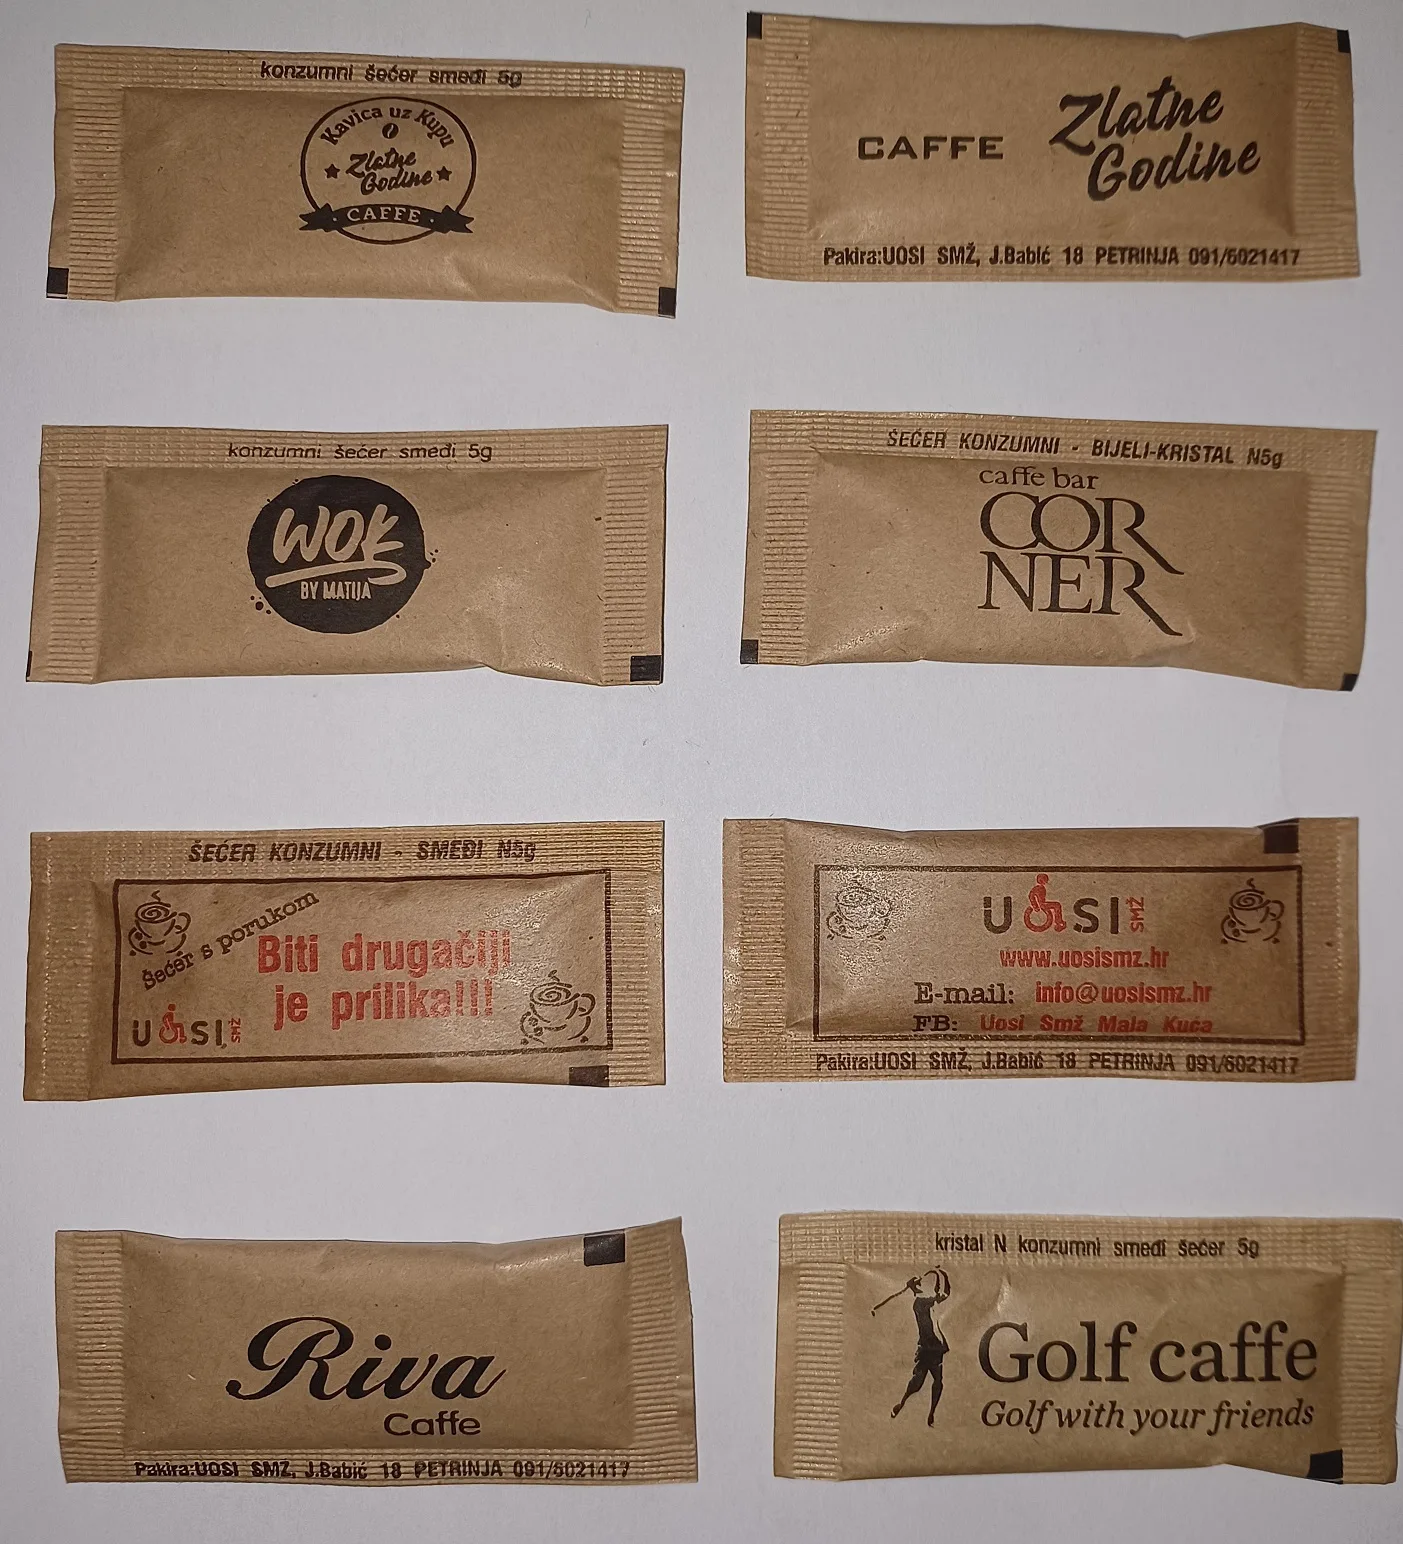 konzumni šećer smeđi 5g
Kavica uz Kupu
Zlatne
Godine
CAFFE
CAFFE
Zlatne
Godine
Pakira:UOSI SMŽ, J.Babić 18 PETRINJA 091/6021417
konzumni šećer smeđi 5g
WOK
BY MATIJA
ŠEĆER KONZUMNI - BIJELI-KRISTAL N5g
caffe bar
COR
NER
ŠEĆER KONZUMNI - SMEĐI N5g
Šećer s porukom
Biti drugačiji
je prilika!!!
UOSI SMŽ
UOSI SMŽ
www.uosismz.hr
E-mail: info@uosismz.hr
FB: Uosi Smž Mala Kuća
Pakira:UOSI SMŽ, J.Babić 18 PETRINJA 091/6021417
Riva
Caffe
Pakira:UOSI SMŽ, J.Babić 18 PETRINJA 091/6021417
kristal N konzumni smeđi šećer 5g
Golf caffe
Golf with your friends